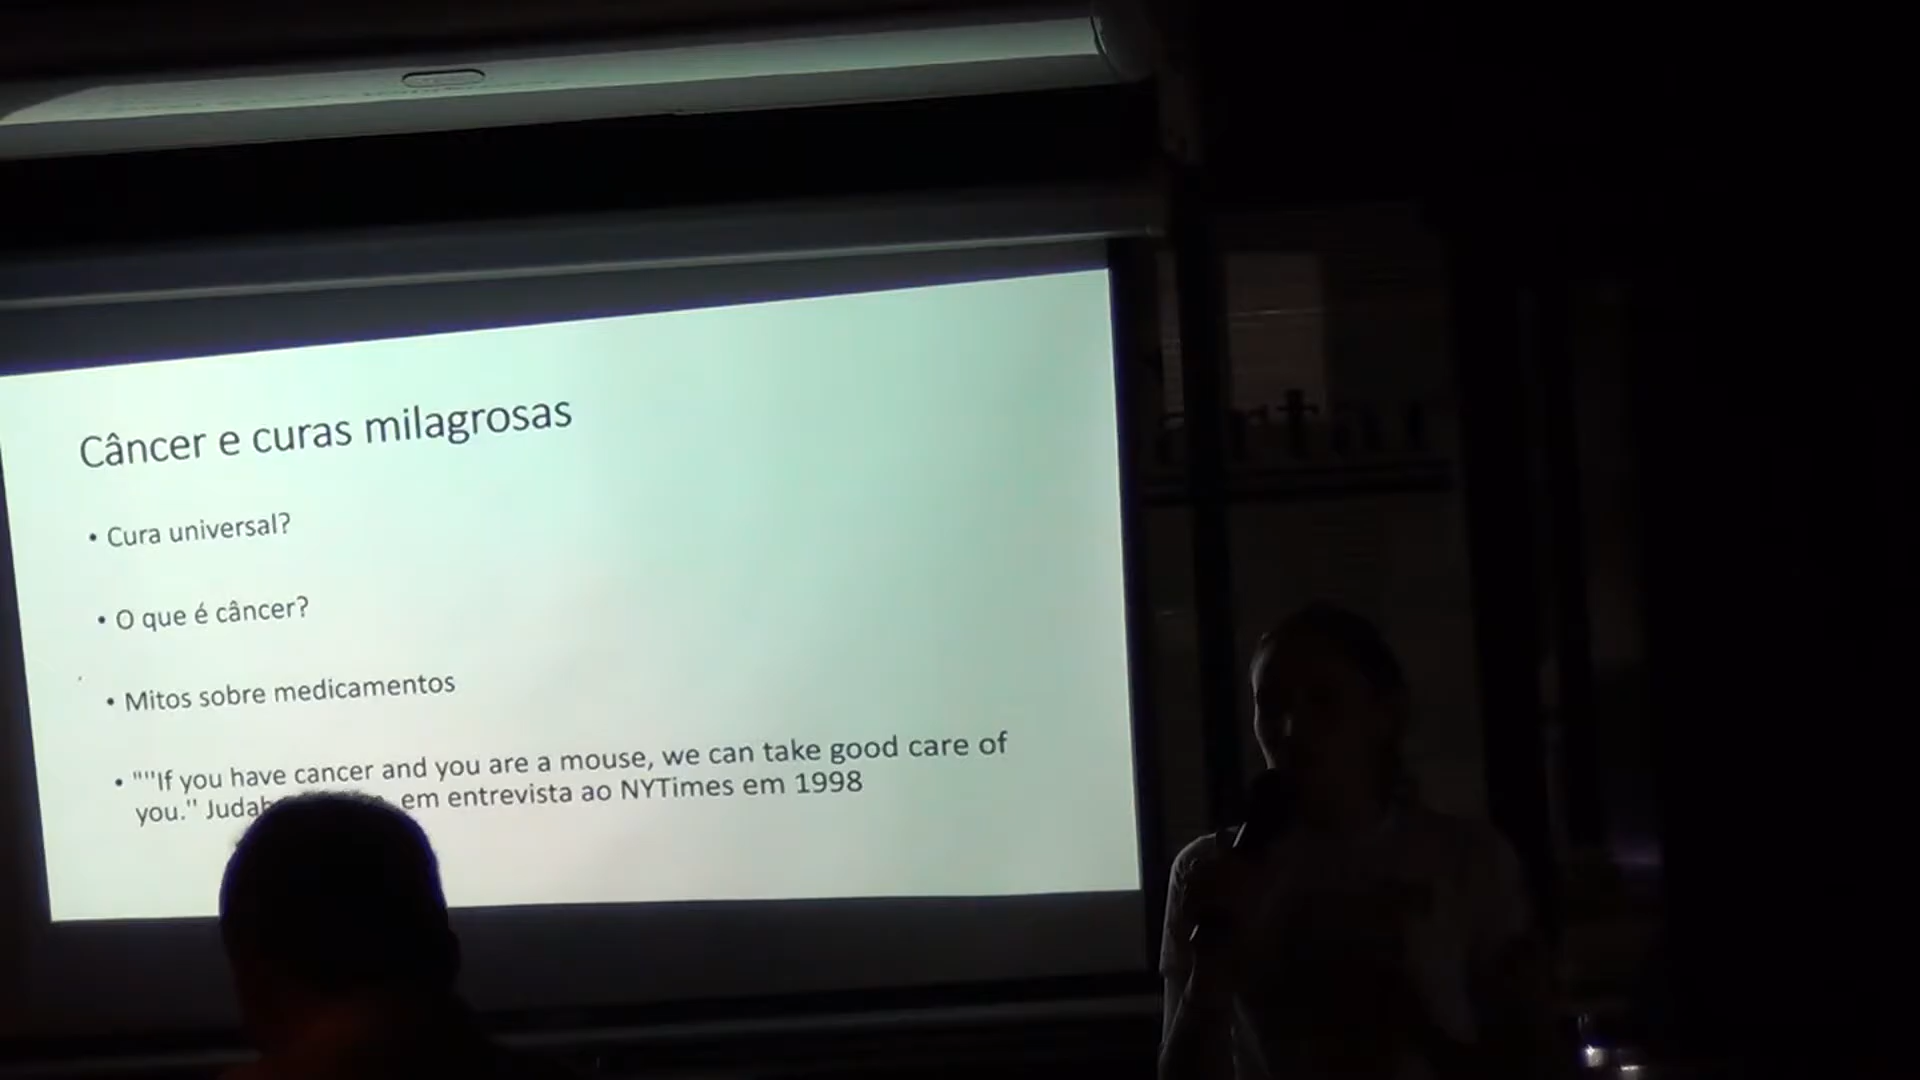 Câncer e curas milagrosas
• Cura universal?
• O que é câncer?
• Mitos sobre medicamentos
• ""If you have cancer and you are a mouse, we can take good care of
you." Judah em entrevista ao NYTimes em 1998